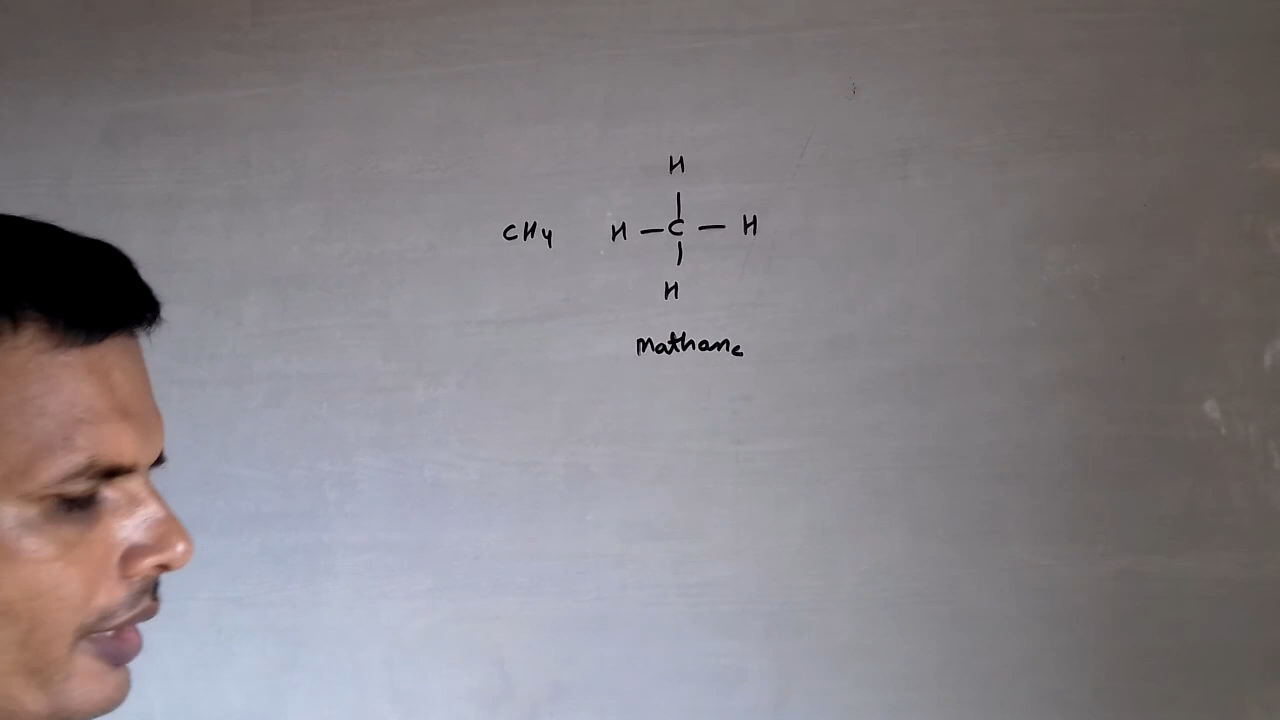 H
|
CH4 H — C — H
|
H
Mathane